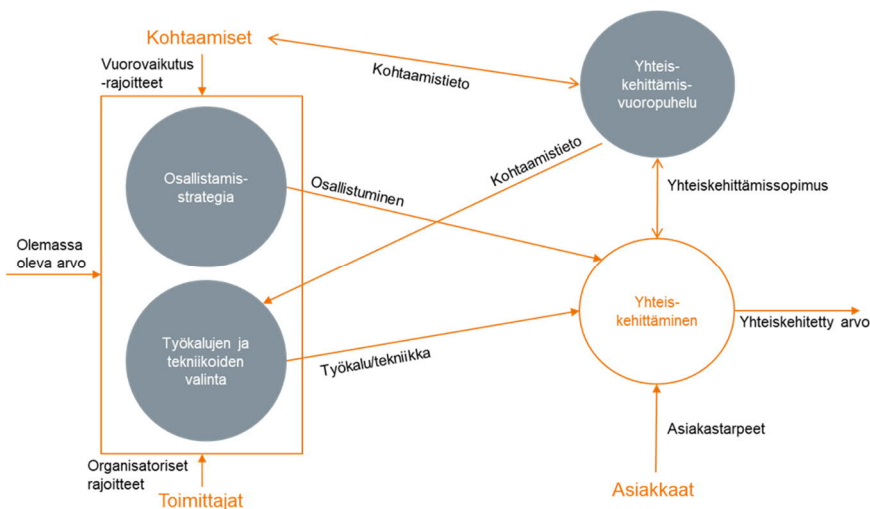 Kohtaamiset
Vuorovaikutus
-rajoitteet
Kohtaamistieto
Yhteis-
kehittämis-
vuoropuhelu
Osallistamis-
strategia
Osallistuminen
Kohtaamistieto
Yhteiskehittämissopimus
Olemassa
oleva arvo
Yhteis-
kehittäminen
Yhteiskehitetty arvo
Työkalujen ja
tekniikoiden
valinta
Työkalu/tekniikka
Asiakastarpeet
Organisatoriset
rajoitteet
Toimittajat
Asiakkaat